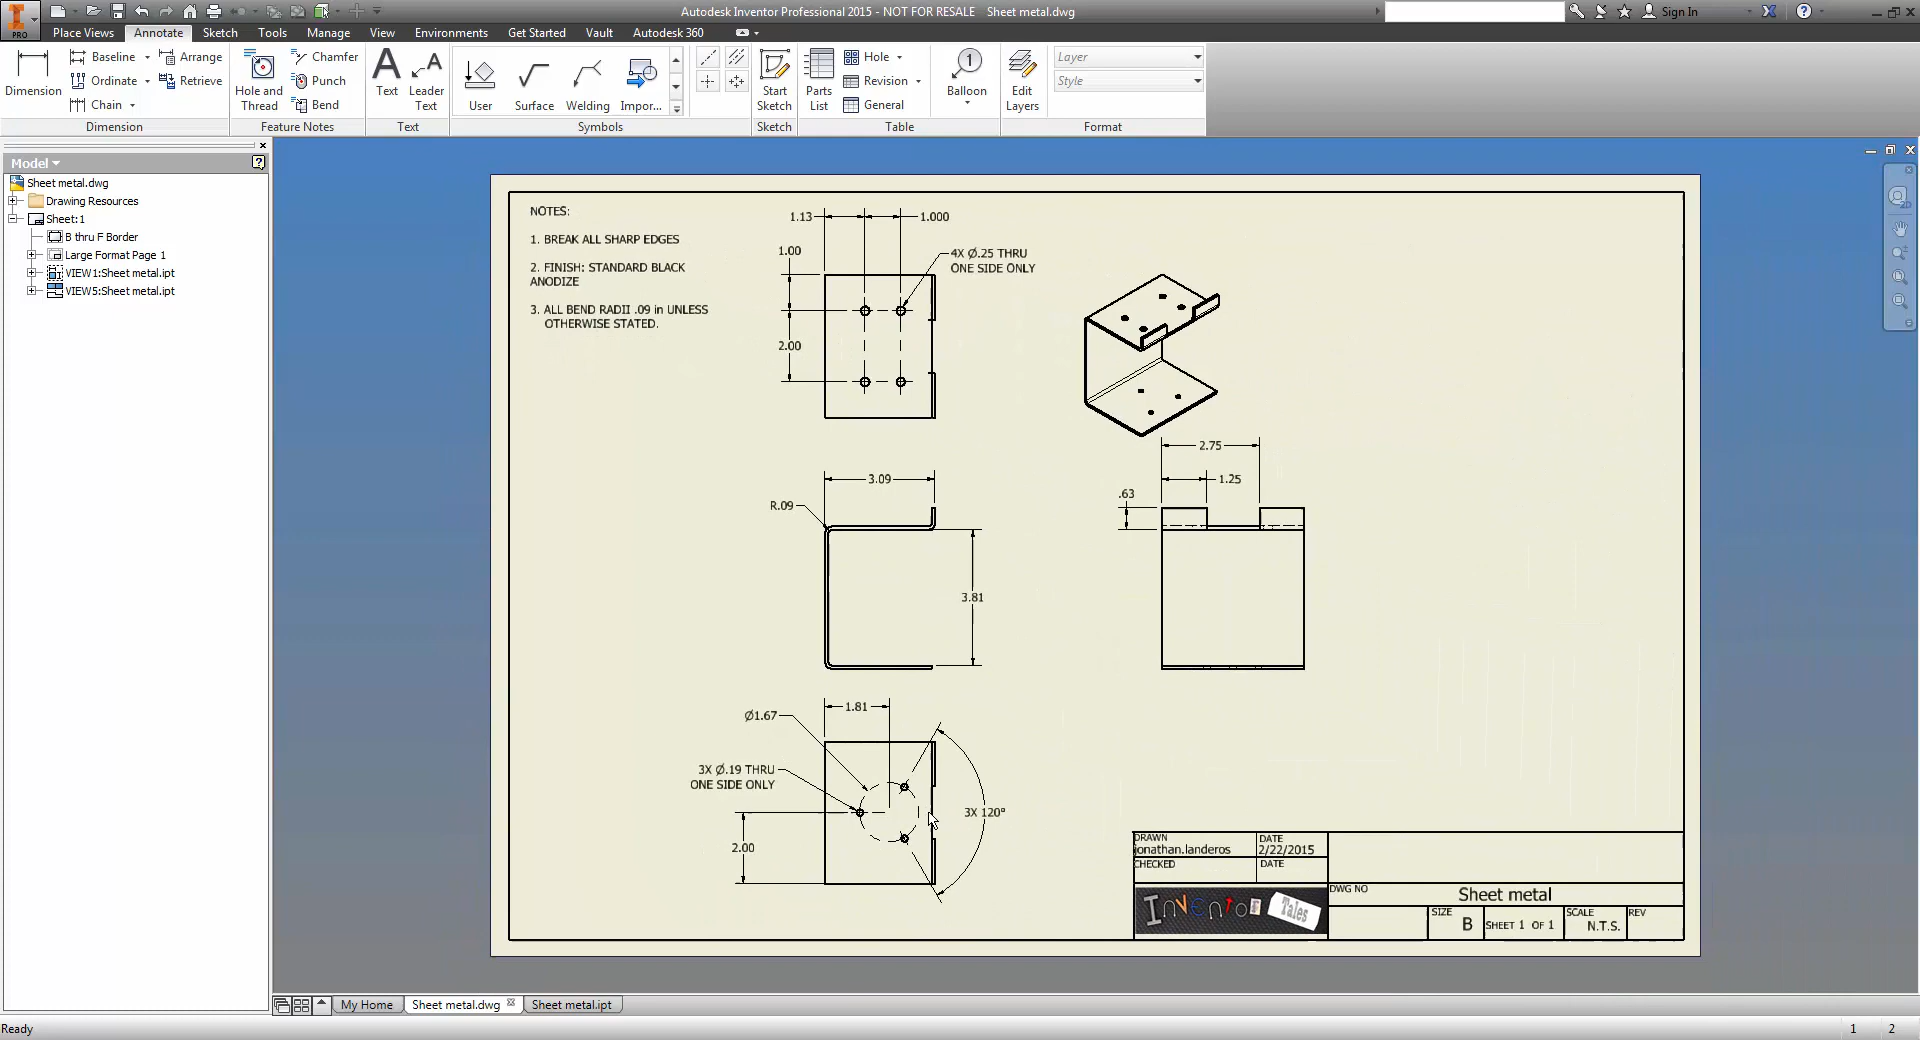 PRO
Autodesk Inventor Professional 2015 - NOT FOR RESALE Sheet metal.dwg
Sign In
Place Views Annotate Sketch Tools Manage View Environments Get Started Vault Autodesk 360
Dimension
Baseline
Ordinate
Chain
Arrange
Retrieve
Dimension
Hole and
Thread
Chamfer
Punch
Bend
Feature Notes
Text
Leader
Text
Text
User
Surface
Welding
Impor...
Symbols
Start
Sketch
Sketch
Parts
List
Hole
Revision
General
Balloon
Table
Edit
Layers
Layer
Style
Format
Model
Sheet metal.dwg
Drawing Resources
Sheet:1
B thru F Border
Large Format Page 1
VIEW1:Sheet metal.ipt
VIEW5:Sheet metal.ipt
NOTES:
1. BREAK ALL SHARP EDGES
2. FINISH: STANDARD BLACK
ANODIZE
3. ALL BEND RADII .09 in UNLESS
OTHERWISE STATED.
1.13
1.000
1.00
4X Ø.25 THRU
ONE SIDE ONLY
2.00
3.09
R.09
3.81
2.75
1.25
.63
1.81
Ø1.67
3X Ø.19 THRU
ONE SIDE ONLY
3X 120°
2.00
DRAWN
jonathan.landeros
DATE
2/22/2015
CHECKED
DATE
Inventor Tales
DWG NO
Sheet metal
SIZE
B
SHEET 1 OF 1
SCALE
N.T.S.
REV
My Home
Sheet metal.dwg
Sheet metal.ipt
Ready
1 2